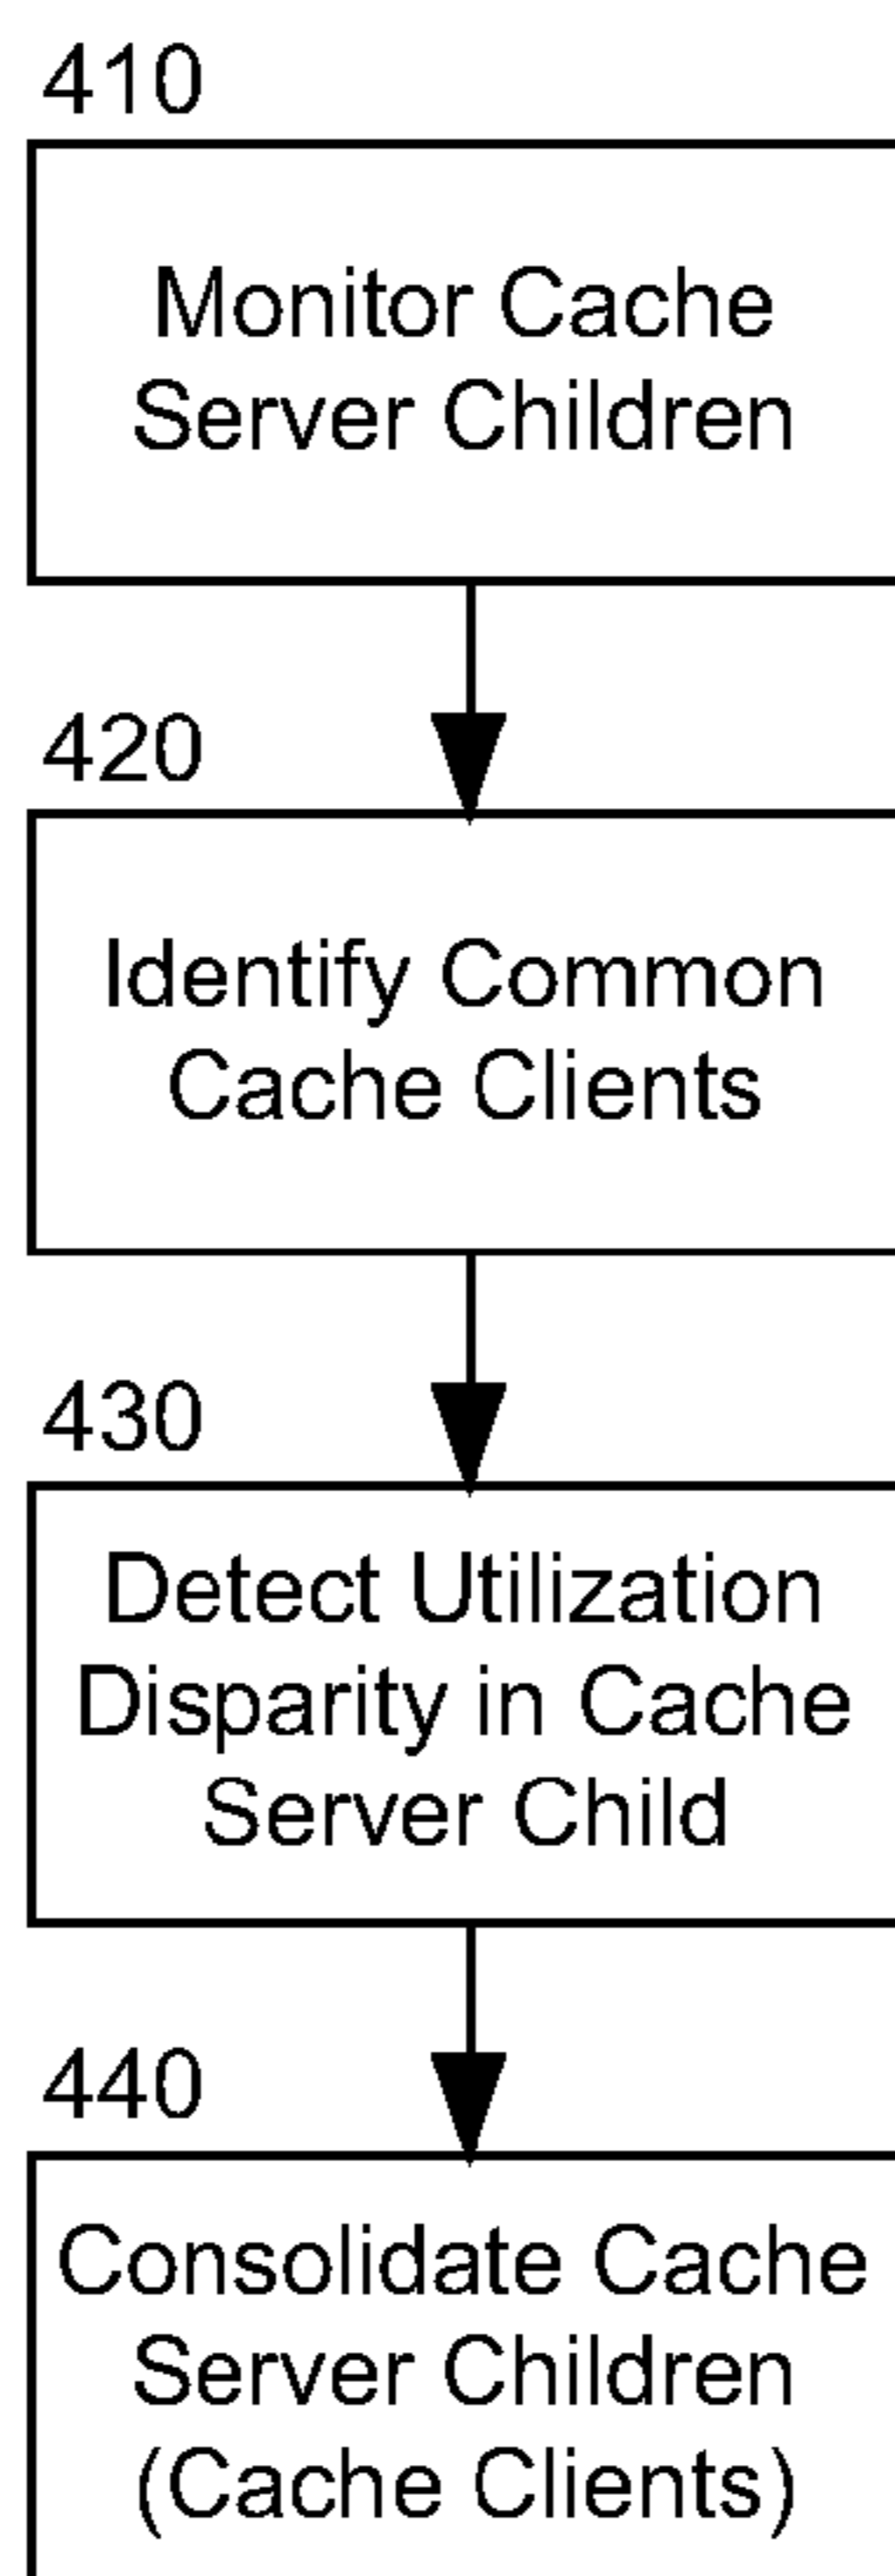 410
Monitor Cache
Server Children
420
Identify Common
Cache Clients
430
Detect Utilization
Disparity in Cache
Server Child
440
Consolidate Cache
Server Children
(Cache Clients)